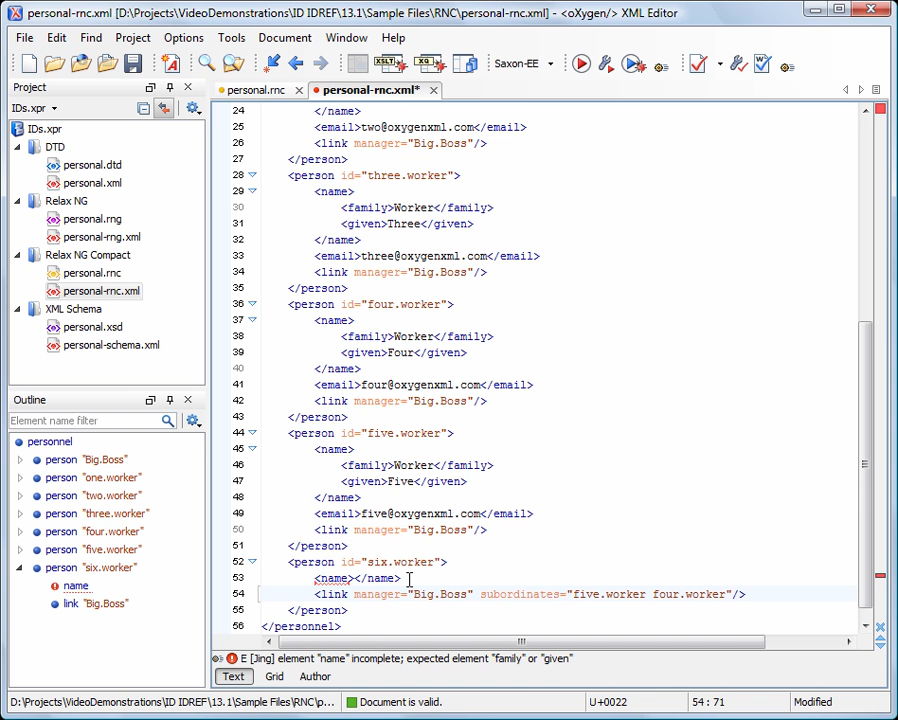 personal-rnc.xml [D:\Projects\VideoDemonstrations\ID IDREF\13.1\Sample Files\RNC\personal-rnc.xml] - <oXygen/> XML Editor
File Edit Find Project Options Tools Document Window Help
XSLT XQ Saxon-EE
Project
IDs.xpr
IDs.xpr
DTD
personal.dtd
personal.xml
Relax NG
personal.rng
personal-rng.xml
Relax NG Compact
personal.rnc
personal-rnc.xml
XML Schema
personal.xsd
personal-schema.xml
Outline
Element name filter
personnel
person "Big.Boss"
person "one.worker"
person "two.worker"
person "three.worker"
person "four.worker"
person "five.worker"
person "six.worker"
name
link "Big.Boss"
personal.rnc personal-rnc.xml*
24 </name>
25 <email>two@oxygenxml.com</email>
26 <link manager="Big.Boss"/>
27 </person>
28 <person id="three.worker">
29 <name>
30 <family>Worker</family>
31 <given>Three</given>
32 </name>
33 <email>three@oxygenxml.com</email>
34 <link manager="Big.Boss"/>
35 </person>
36 <person id="four.worker">
37 <name>
38 <family>Worker</family>
39 <given>Four</given>
40 </name>
41 <email>four@oxygenxml.com</email>
42 <link manager="Big.Boss"/>
43 </person>
44 <person id="five.worker">
45 <name>
46 <family>Worker</family>
47 <given>Five</given>
48 </name>
49 <email>five@oxygenxml.com</email>
50 <link manager="Big.Boss"/>
51 </person>
52 <person id="six.worker">
53 <name></name>
54 <link manager="Big.Boss" subordinates="five.worker four.worker"/>
55 </person>
56 </personnel>
E [Jing] element "name" incomplete; expected element "family" or "given"
Text Grid Author
D:\Projects\VideoDemonstrations\ID IDREF\13.1\Sample Files\RNC\p... Document is valid. U+0022 54 : 71 Modified